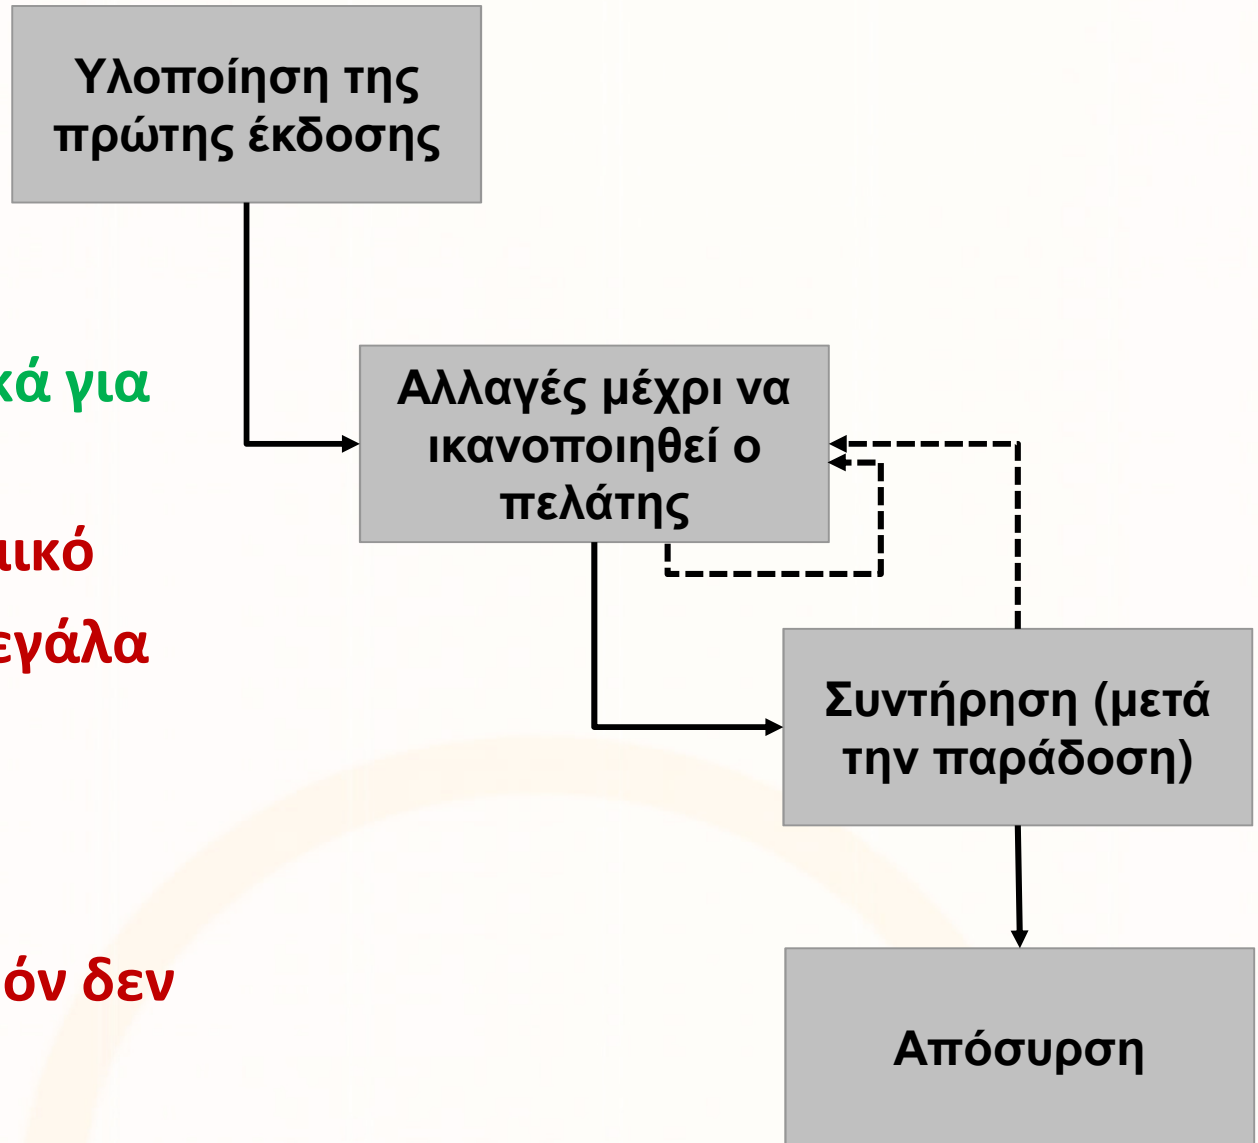 Υλοποίηση της
πρώτης έκδοσης
κά για
Αλλαγές μέχρι να
ικανοποιηθεί ο
πελάτης
μικό
εγάλα
Συντήρηση (μετά
την παράδοση)
όν δεν
Απόσυρση